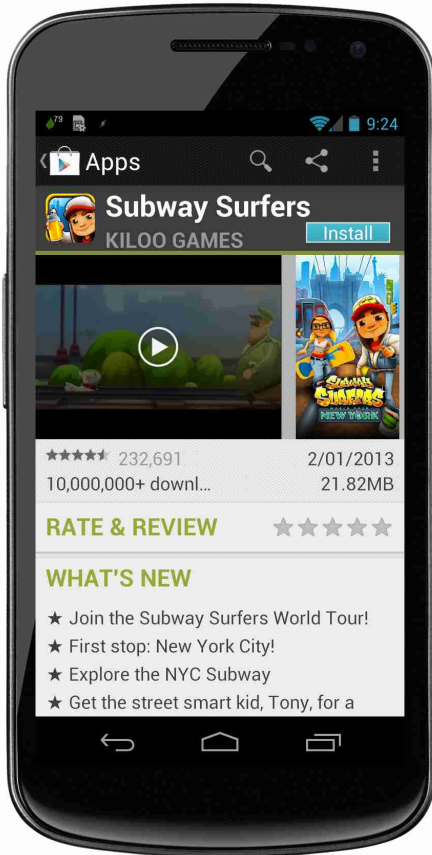 79
9:24
Apps
Subway Surfers
KILOO GAMES
Install
SUBWAY
SURFERS
WORLD TOUR
NEW YORK
232,691
2/01/2013
10,000,000+ downl...
21.82MB
RATE & REVIEW
WHAT'S NEW
★ Join the Subway Surfers World Tour!
★ First stop: New York City!
★ Explore the NYC Subway
★ Get the street smart kid, Tony, for a